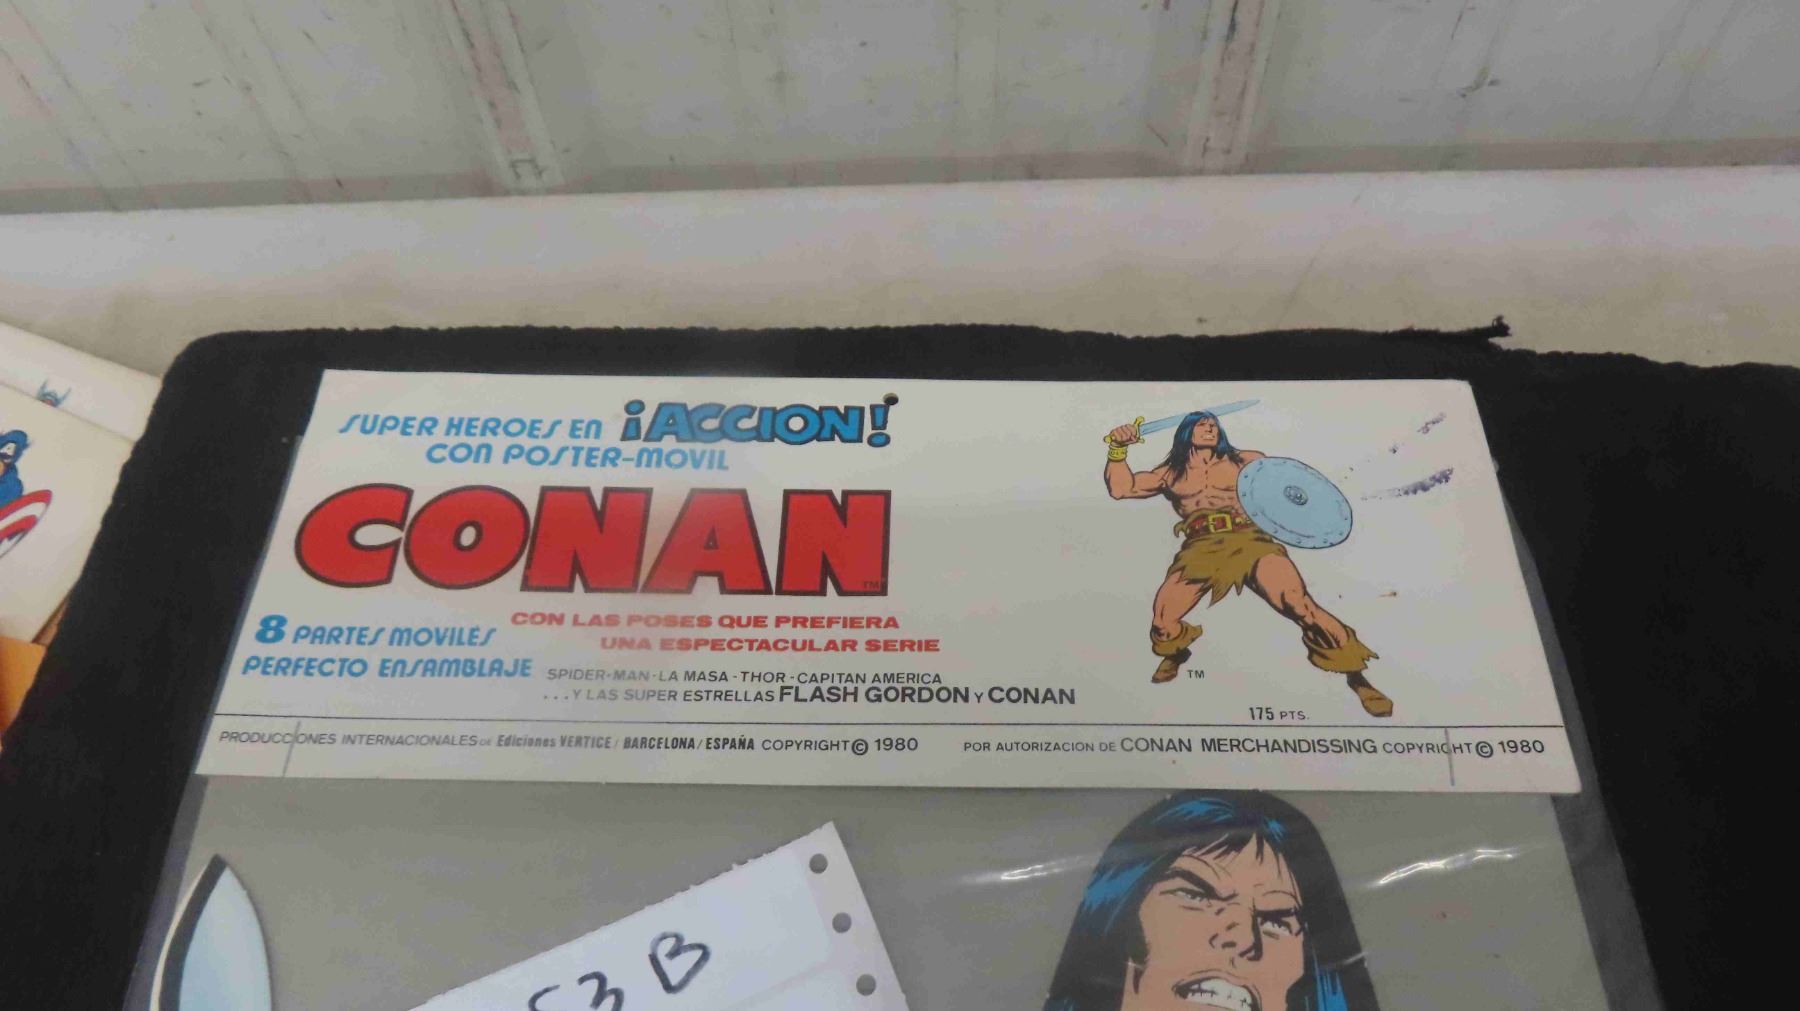 SUPER HEROES EN ¡ACCION!
CON POSTER-MOVIL
CONAN TM
CON LAS POSES QUE PREFIERA
UNA ESPECTACULAR SERIE
8 PARTES MOVILES
PERFECTO ENSAMBLAJE
SPIDER-MAN - LA MASA - THOR - CAPITAN AMERICA
...Y LAS SUPER ESTRELLAS FLASH GORDON Y CONAN
TM
175 PTS.
PRODUCCIONES INTERNACIONALES DE Ediciones VERTICE / BARCELONA / ESPAÑA COPYRIGHT © 1980
POR AUTORIZACION DE CONAN MERCHANDISSING COPYRIGHT © 1980
A
3 B